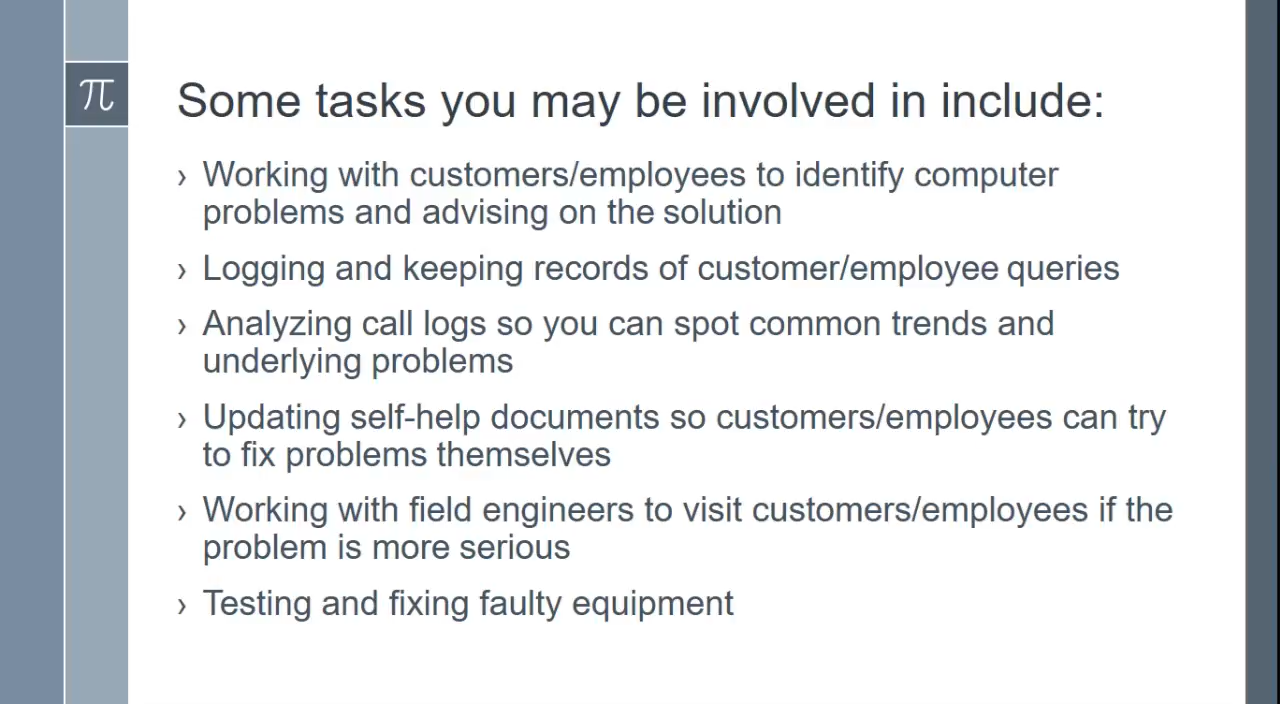 π
Some tasks you may be involved in include:
› Working with customers/employees to identify computer
problems and advising on the solution
› Logging and keeping records of customer/employee queries
› Analyzing call logs so you can spot common trends and
underlying problems
› Updating self-help documents so customers/employees can try
to fix problems themselves
› Working with field engineers to visit customers/employees if the
problem is more serious
› Testing and fixing faulty equipment